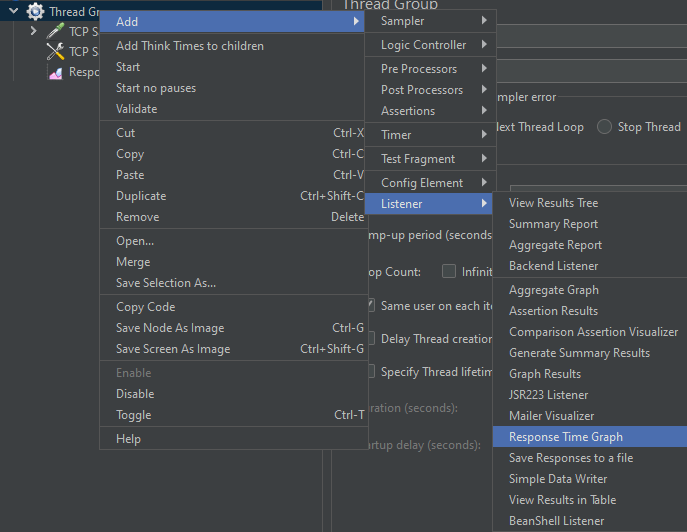 Thread Gr
TCP S
TCP S
Respo
Add
Add Think Times to children
Start
Start no pauses
Validate
Cut Ctrl-X
Copy Ctrl-C
Paste Ctrl-V
Duplicate Ctrl+Shift-C
Remove Delete
Open...
Merge
Save Selection As...
Copy Code
Save Node As Image Ctrl-G
Save Screen As Image Ctrl+Shift-G
Enable
Disable
Toggle Ctrl-T
Help
Thread Group
Sampler
Logic Controller
Pre Processors
Post Processors
Assertions
Timer
Test Fragment
Config Element
Listener
mpler error
Next Thread Loop Stop Thread
mp-up period (seconds
op Count: Infinit
Same user on each ite
Delay Thread creation
Specify Thread lifetim
ration (seconds):
artup delay (seconds):
View Results Tree
Summary Report
Aggregate Report
Backend Listener
Aggregate Graph
Assertion Results
Comparison Assertion Visualizer
Generate Summary Results
Graph Results
JSR223 Listener
Mailer Visualizer
Response Time Graph
Save Responses to a file
Simple Data Writer
View Results in Table
BeanShell Listener